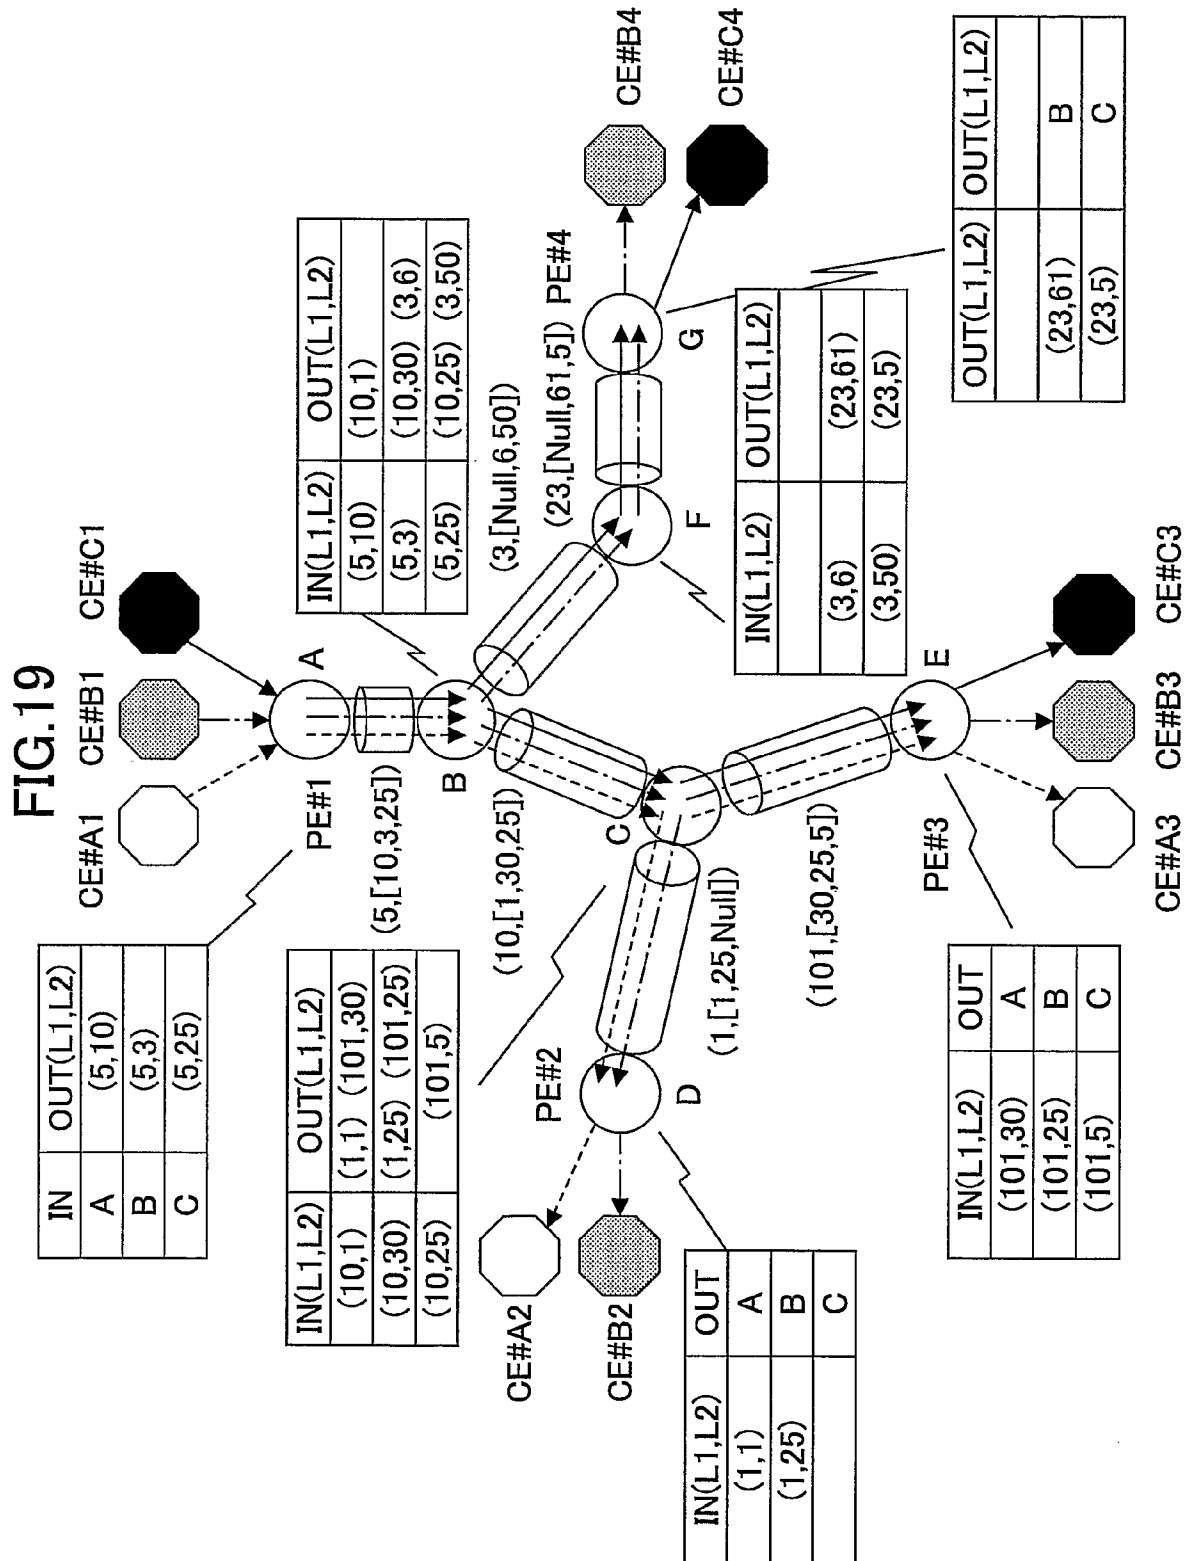 FIG.19
CE#A1
CE#B1
CE#C1
PE#1
A
IN OUT(L1,L2)
A (5,10)
B (5,3)
C (5,25)
(5,[10,3,25])
B
IN(L1,L2) OUT(L1,L2)
(5,10) (10,1)
(5,3) (10,30) (3,6)
(5,25) (10,25) (3,50)
(10,[1,30,25])
(3,[Null,6,50])
C
IN(L1,L2) OUT(L1,L2)
(10,1) (1,1) (101,30)
(10,30) (1,25) (101,25)
(10,25) (101,5)
(23,[Null,61,5])
PE#4
F
G
CE#B4
CE#C4
IN(L1,L2) OUT(L1,L2)
(3,6) (23,61)
(3,50) (23,5)
OUT(L1,L2) OUT(L1,L2)
(23,61) B
(23,5) C
PE#2
D
CE#A2
CE#B2
(1,[1,25,Null])
(101,[30,25,5])
IN(L1,L2) OUT
(1,1) A
(1,25) B
C
PE#3
E
IN(L1,L2) OUT
(101,30) A
(101,25) B
(101,5) C
CE#A3
CE#B3
CE#C3